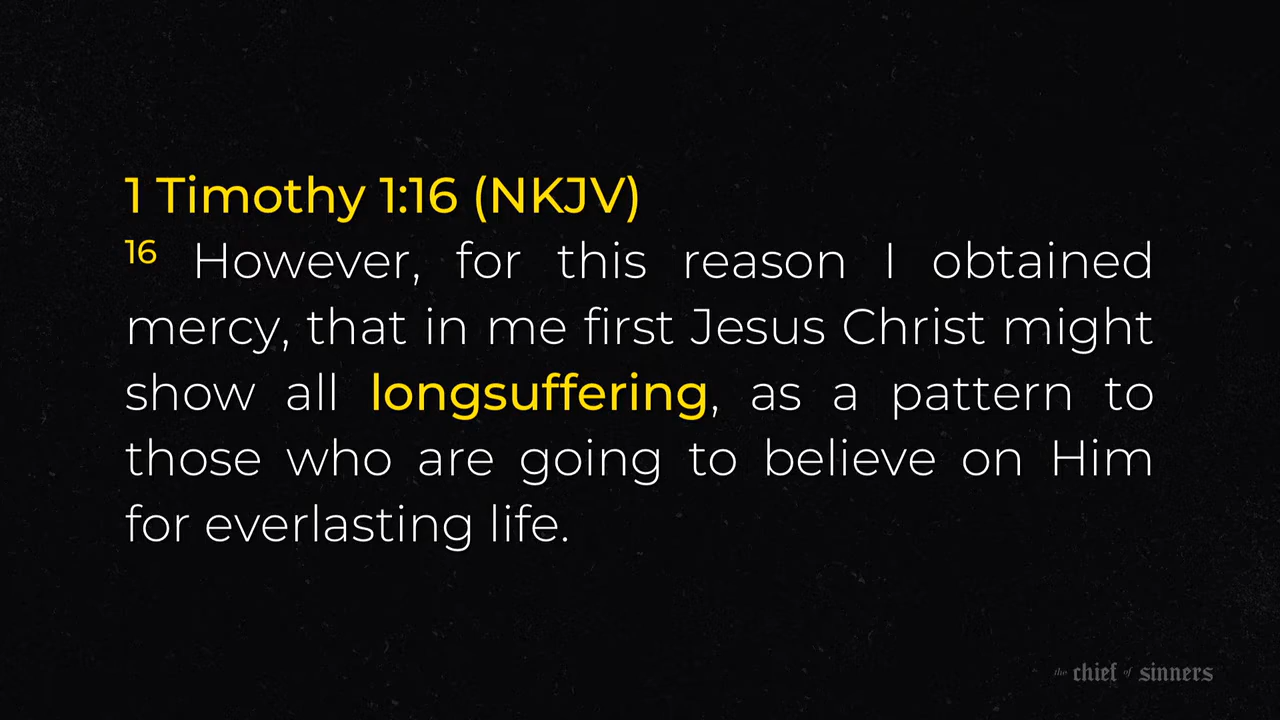 1 Timothy 1:16 (NKJV)
16 However, for this reason I obtained
mercy, that in me first Jesus Christ might
show all longsuffering, as a pattern to
those who are going to believe on Him
for everlasting life.
the chief of sinners